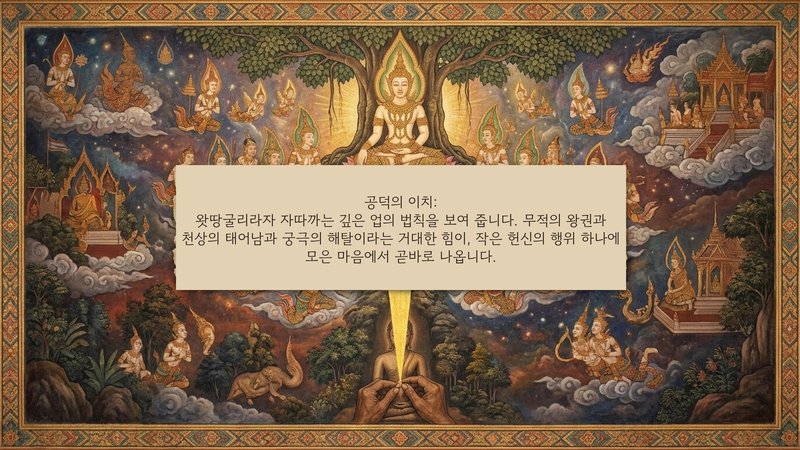 공덕의 이치:
왓땅굴리라자 자따까는 깊은 업의 법칙을 보여 줍니다. 무적의 왕권과
천상의 태어남과 궁극의 해탈이라는 거대한 힘이, 작은 헌신의 행위 하나에
모은 마음에서 곧바로 나옵니다.